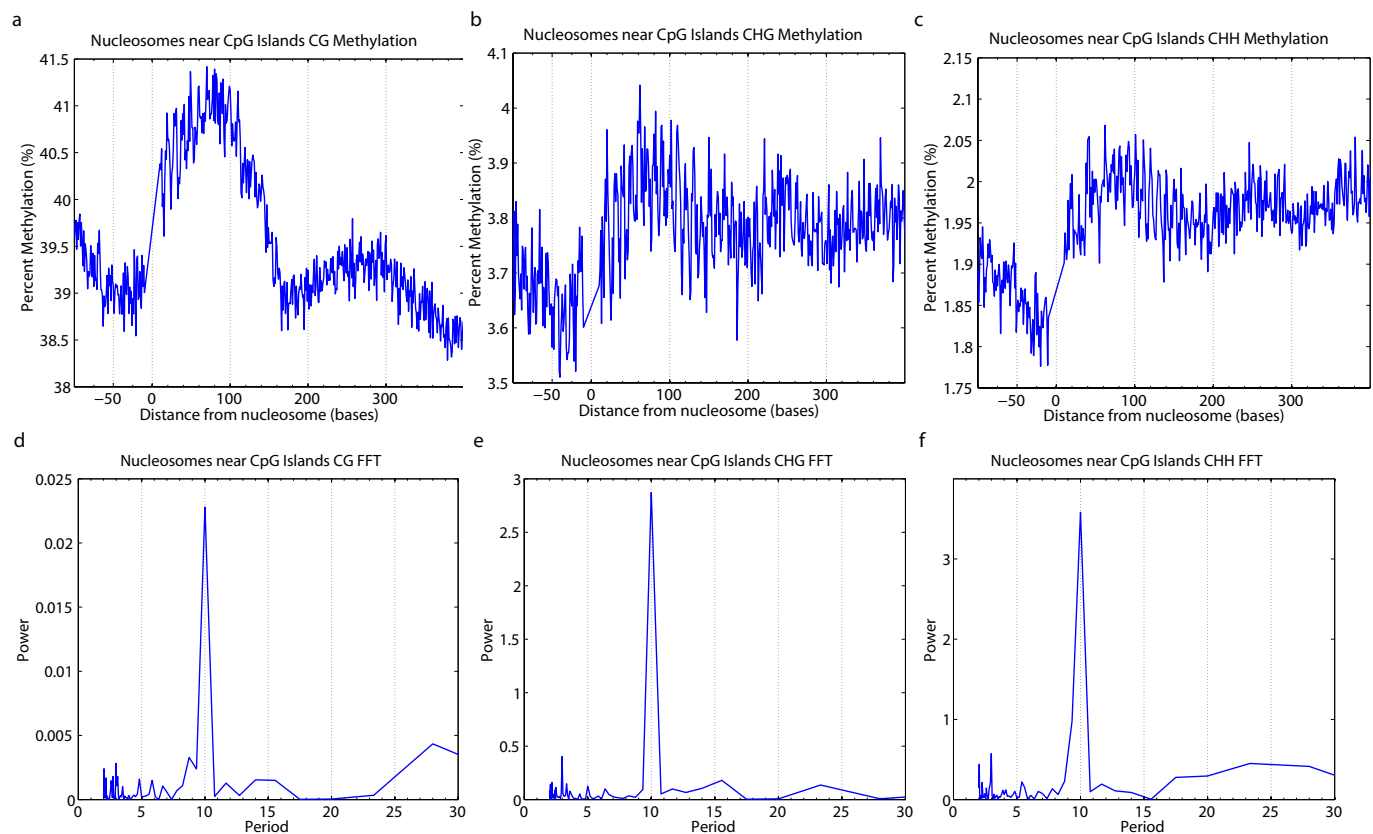 a
Nucleosomes near CpG Islands CG Methylation
Percent Methylation (%)
41.5
41
40.5
40
39.5
39
38.5
38
−50 0 100 200 300
Distance from nucleosome (bases)
b
Nucleosomes near CpG Islands CHG Methylation
Percent Methylation (%)
4.1
4
3.9
3.8
3.7
3.6
3.5
−50 0 100 200 300
Distance from nucleosome (bases)
c
Nucleosomes near CpG Islands CHH Methylation
Percent Methylation (%)
2.15
2.1
2.05
2
1.95
1.9
1.85
1.8
1.75
−50 0 100 200 300
Distance from nucleosome (bases)
d
Nucleosomes near CpG Islands CG FFT
Power
0.025
0.02
0.015
0.01
0.005
0
0 5 10 15 20 25 30
Period
e
Nucleosomes near CpG Islands CHG FFT
Power
3
2.5
2
1.5
1
0.5
0
0 5 10 15 20 25 30
Period
f
Nucleosomes near CpG Islands CHH FFT
Power
3
2
1
0
0 5 10 15 20 25 30
Period